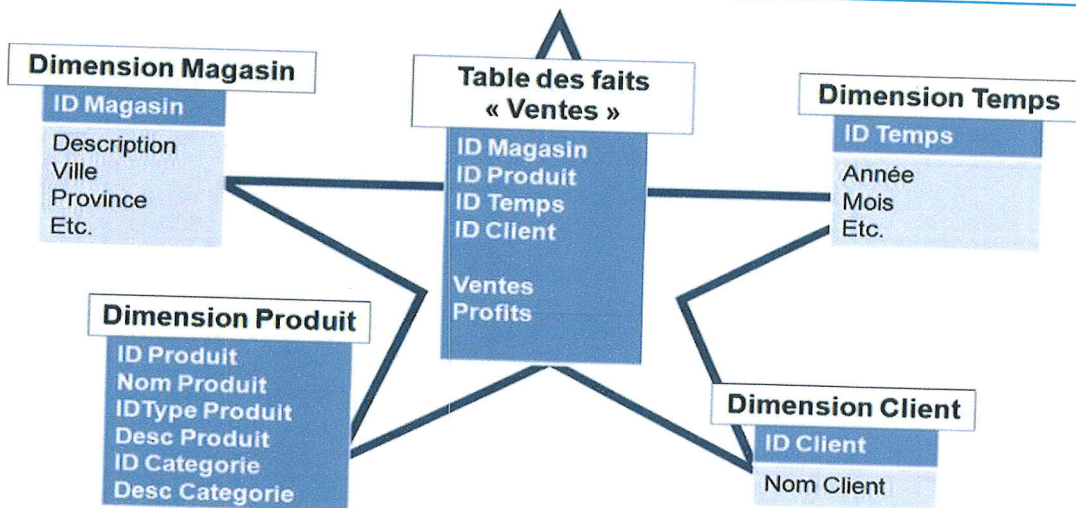 Dimension Magasin
ID Magasin
Description
Ville
Province
Etc.
Table des faits
« Ventes »
ID Magasin
ID Produit
ID Temps
ID Client
Ventes
Profits
Dimension Temps
ID Temps
Année
Mois
Etc.
Dimension Produit
ID Produit
Nom Produit
IDType Produit
Desc Produit
ID Categorie
Desc Categorie
Dimension Client
ID Client
Nom Client